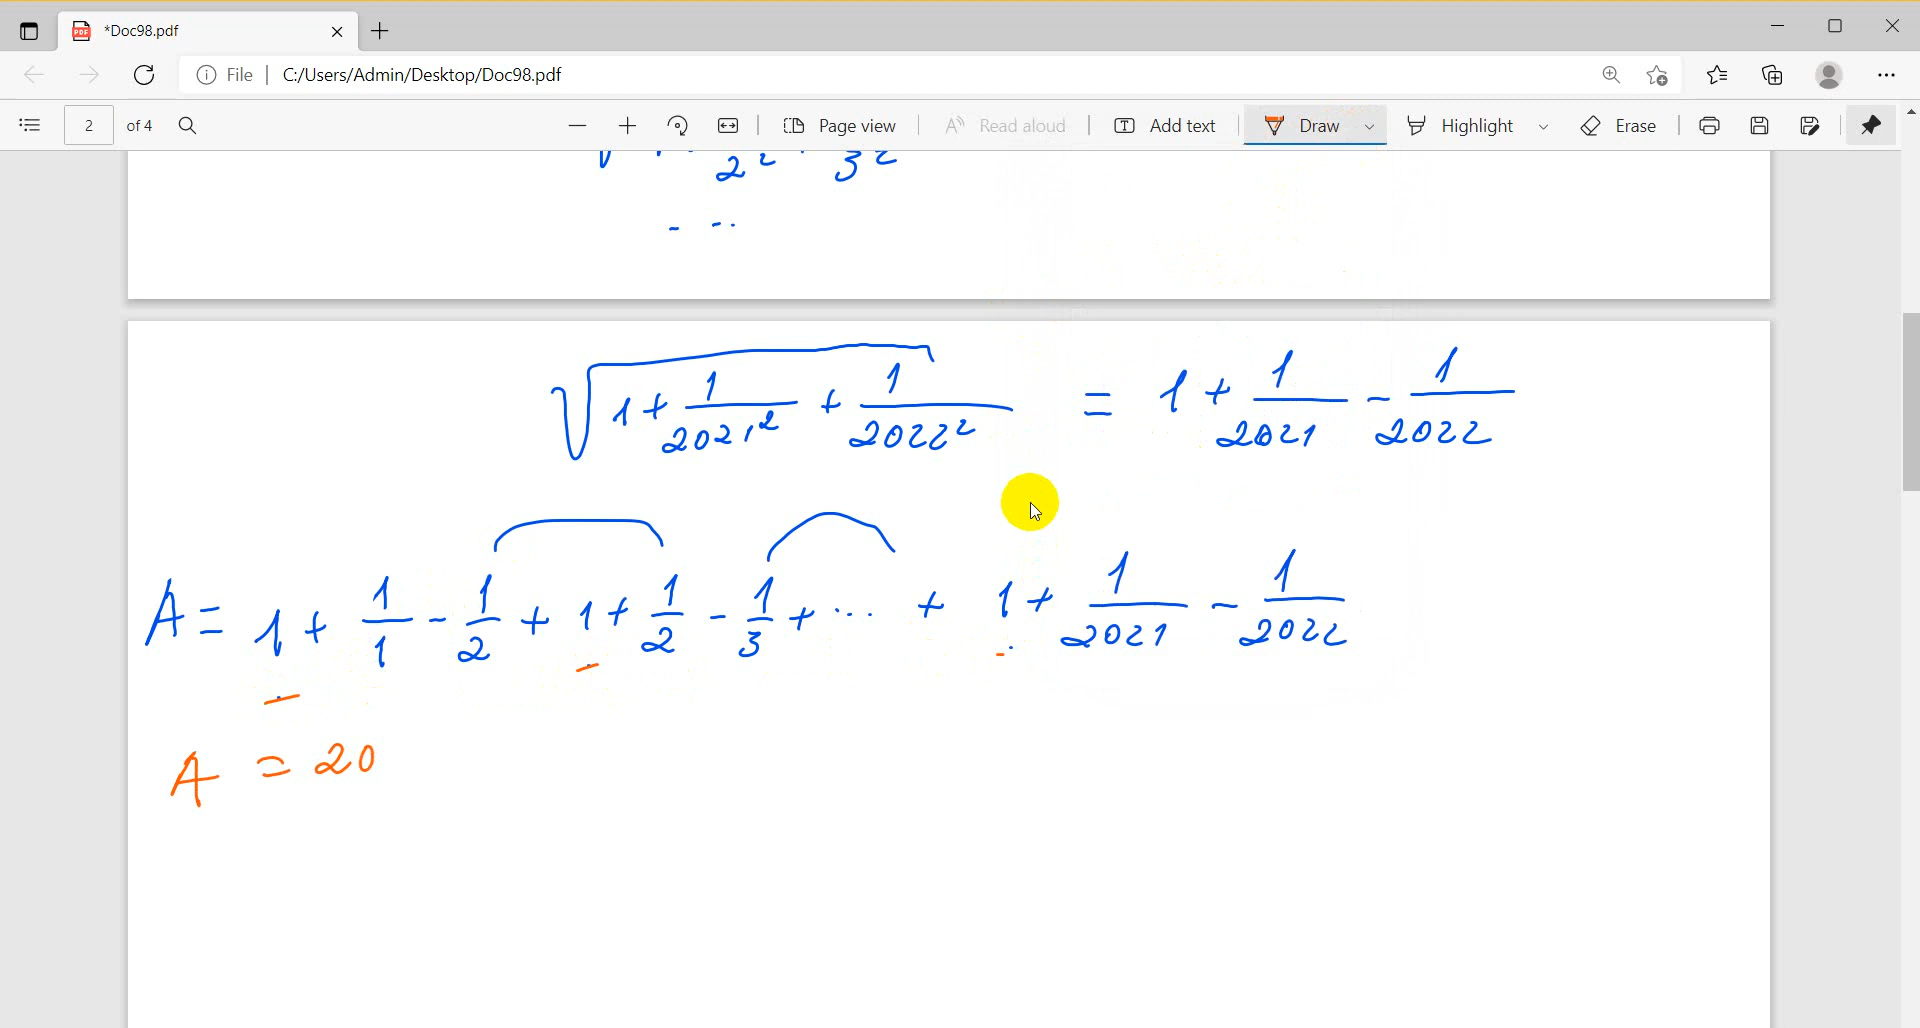 *Doc98.pdf
File | C:/Users/Admin/Desktop/Doc98.pdf
2 of 4 Page view Read aloud Add text Draw Highlight Erase
2² 3²
- - ··
√(1 + 1/2021² + 1/2022²) = 1 + 1/2021 - 1/2022
A = 1 + 1/1 - 1/2 + 1 + 1/2 - 1/3 + ... + 1 + 1/2021 - 1/2022
A = 20